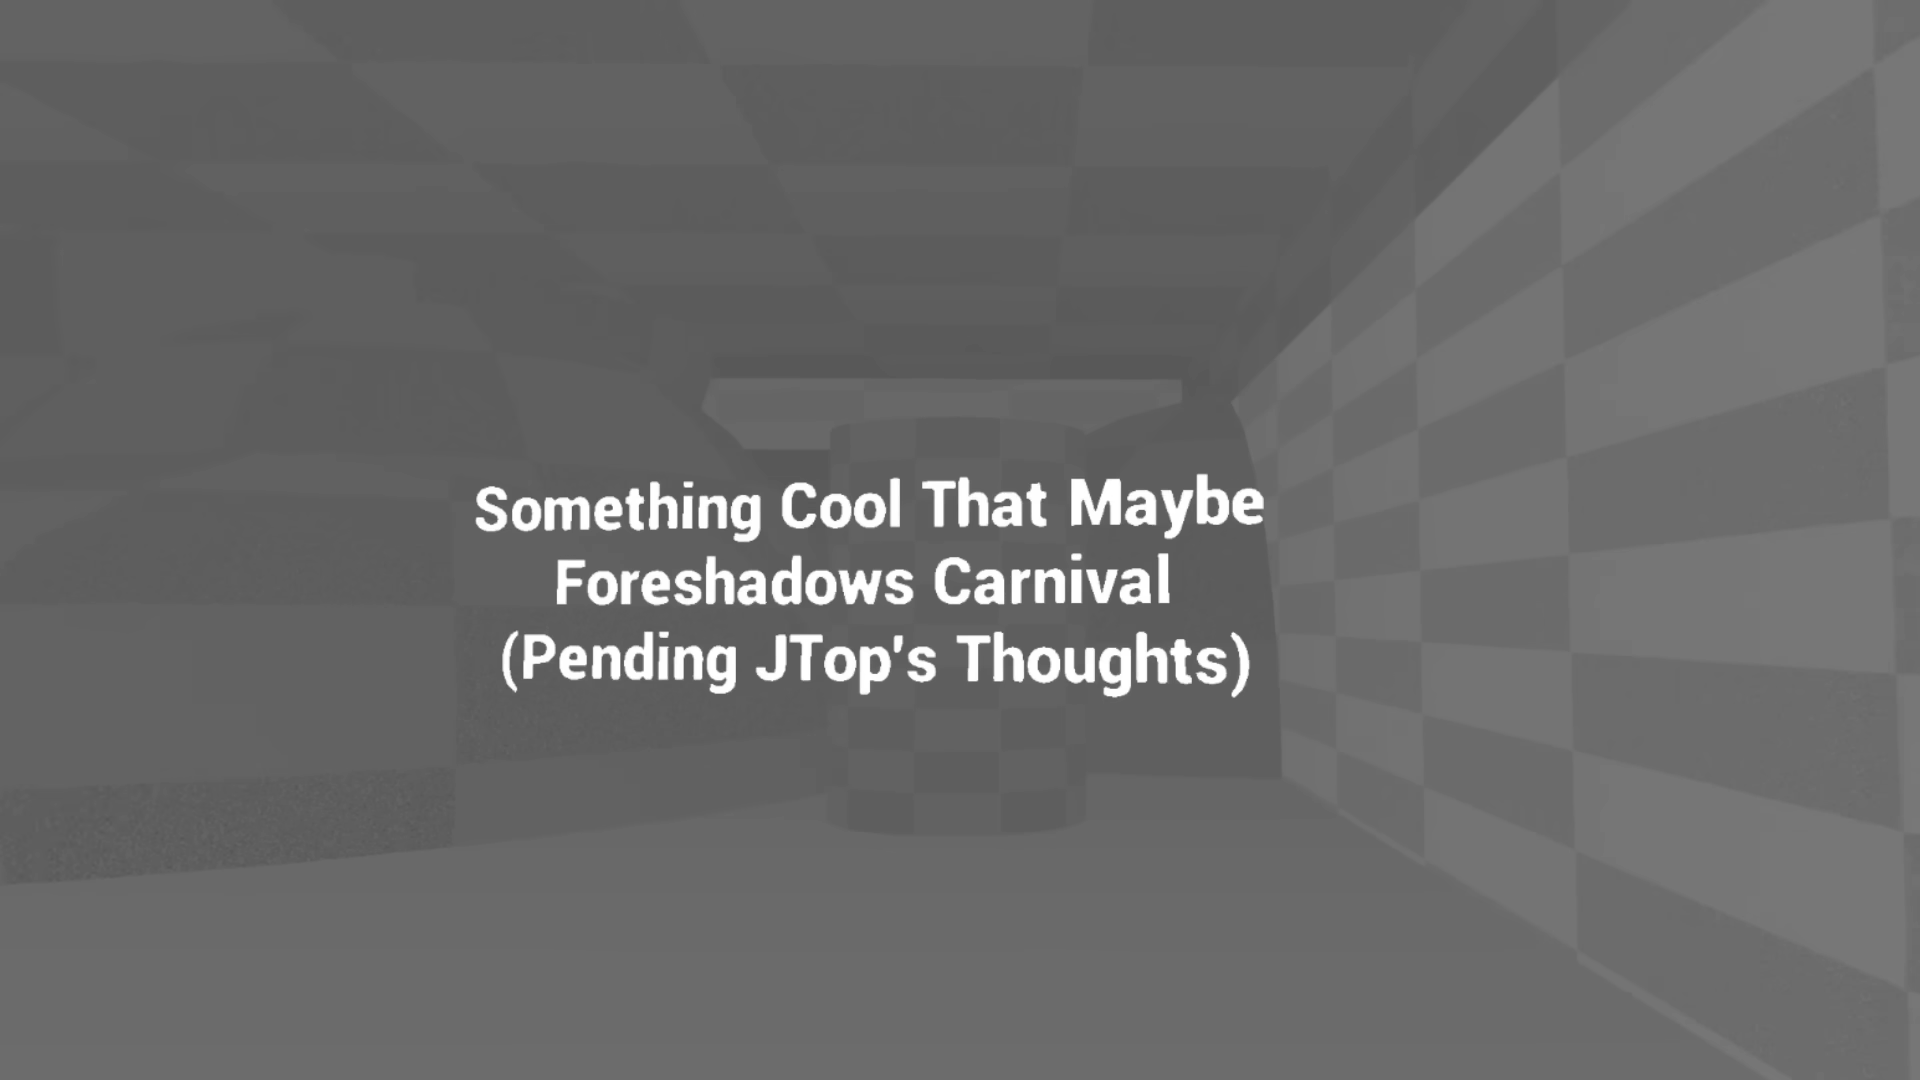 Something Cool That Maybe
Foreshadows Carnival
(Pending JTop's Thoughts)